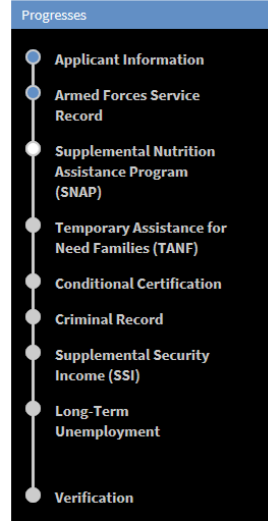 Progresses
Applicant Information
Armed Forces Service
Record
Supplemental Nutrition
Assistance Program
(SNAP)
Temporary Assistance for
Need Families (TANF)
Conditional Certification
Criminal Record
Supplemental Security
Income (SSI)
Long-Term
Unemployment
Verification